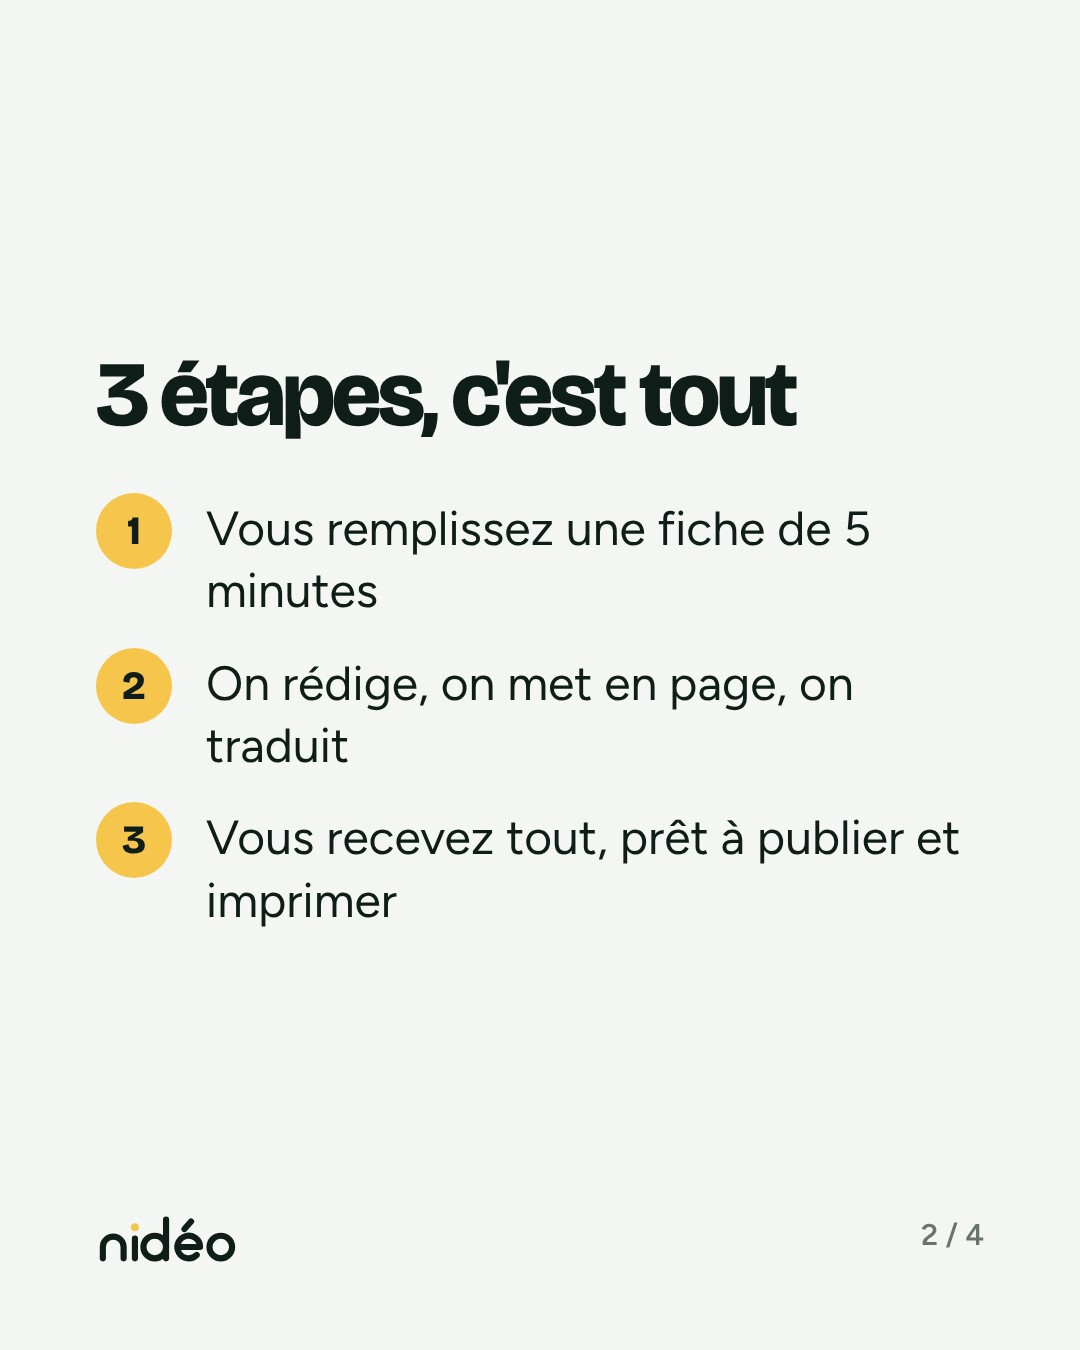 3 étapes, c'est tout
1 Vous remplissez une fiche de 5
minutes
2 On rédige, on met en page, on
traduit
3 Vous recevez tout, prêt à publier et
imprimer
nidéo
2 / 4